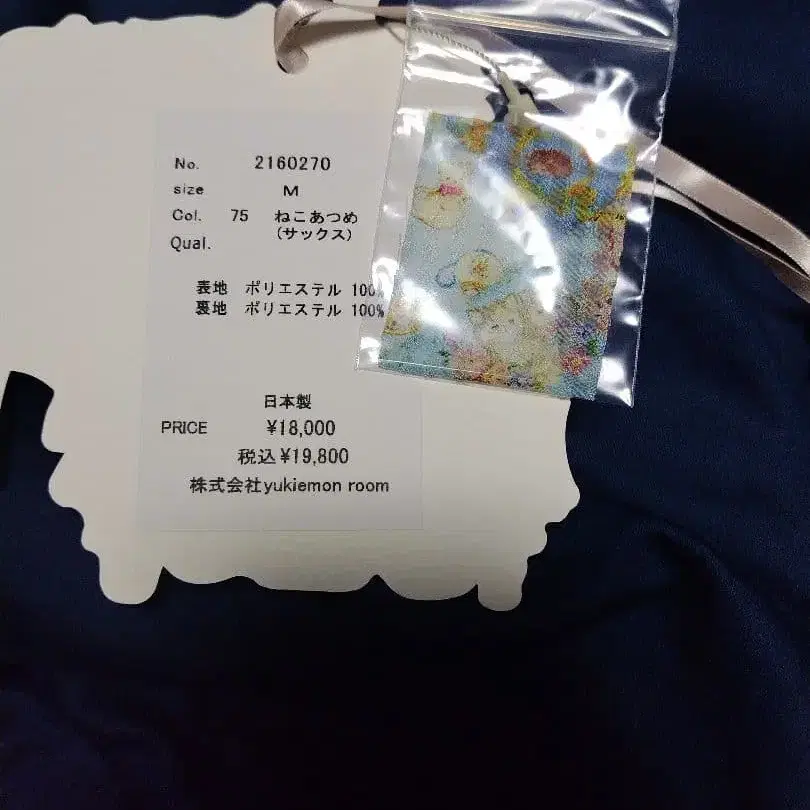 No. 2160270
size M
Col. 75 ねこあつめ
(サックス)
Qual.
表地 ポリエステル 100%
裏地 ポリエステル 100%
日本製
PRICE ¥18,000
税込 ¥19,800
株式会社yukiemon room